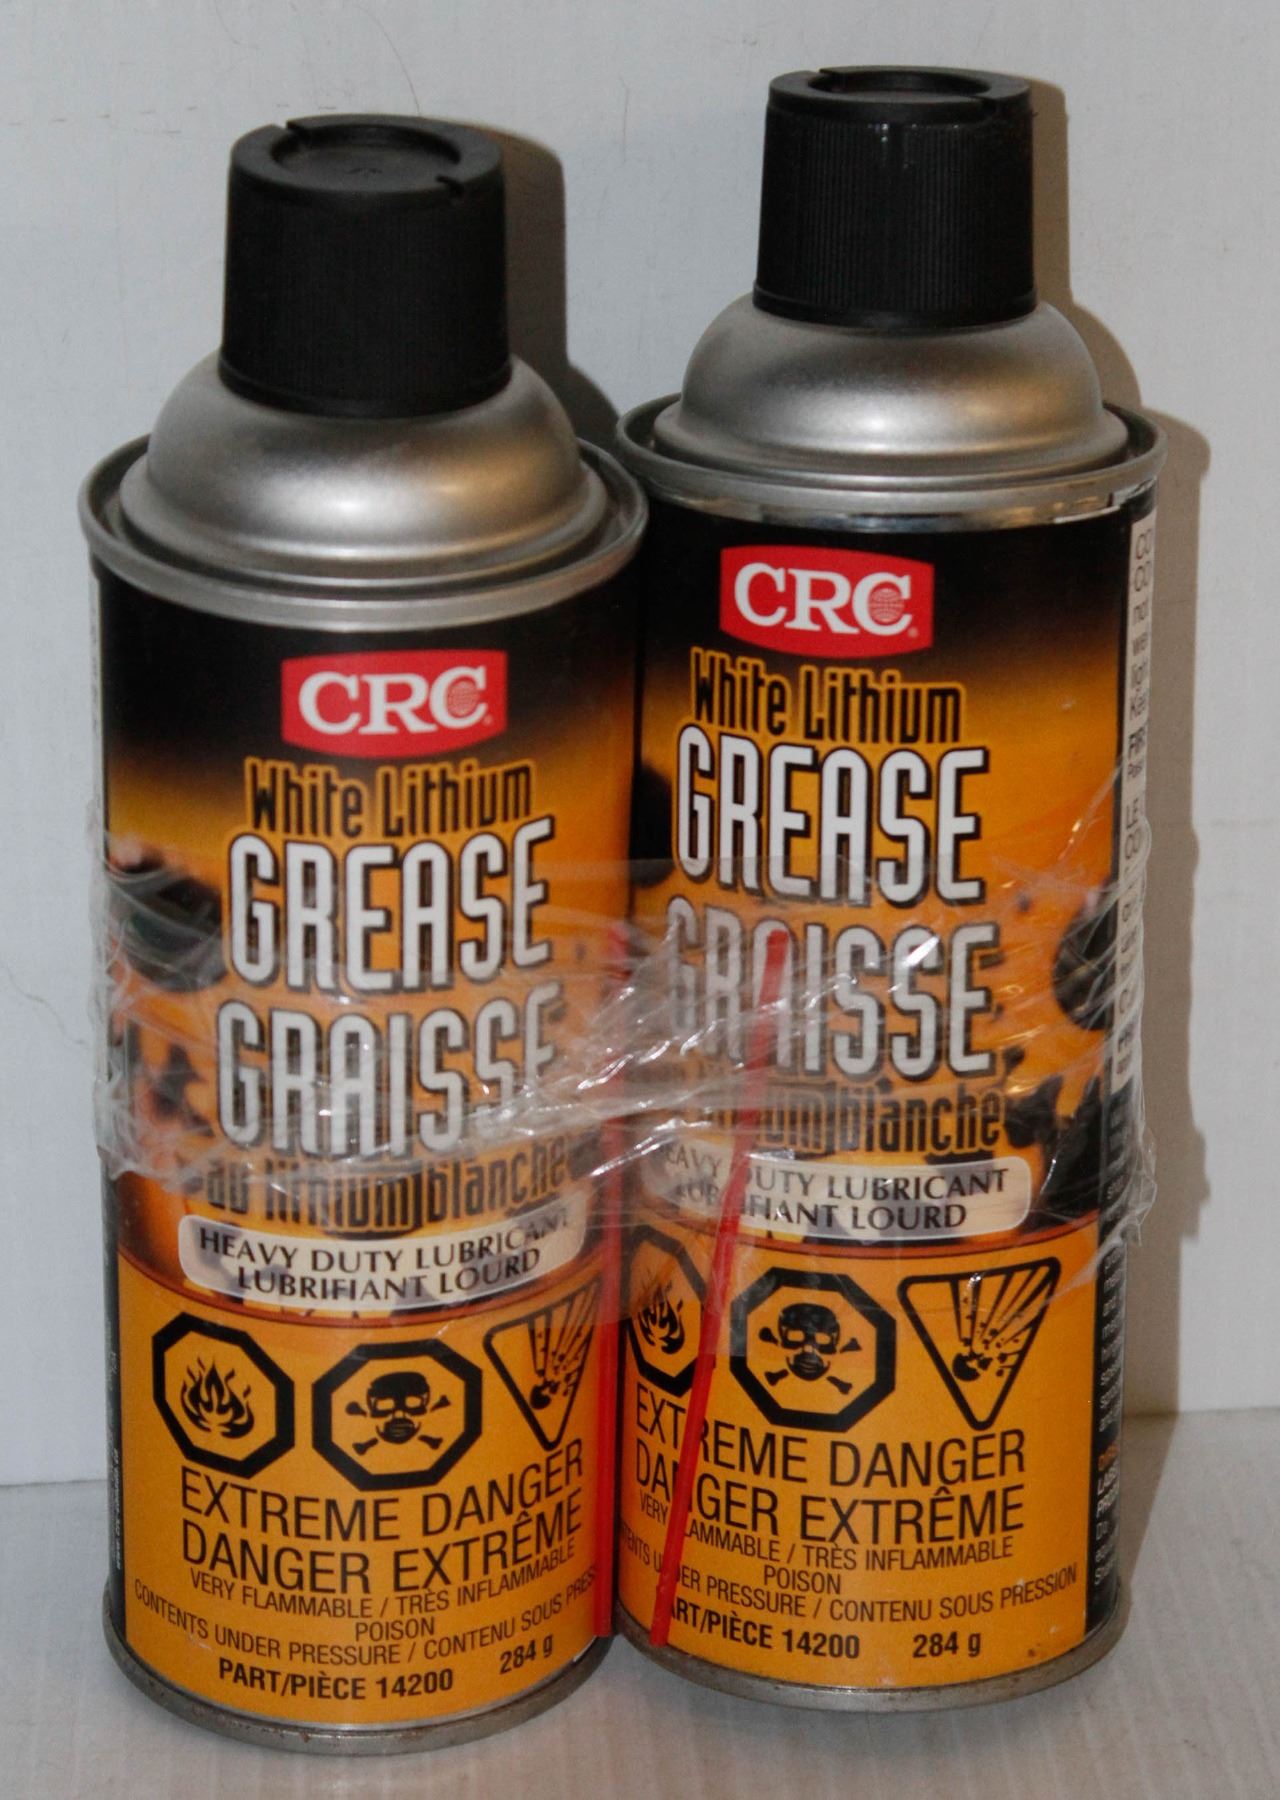 CRC
White Lithium
GREASE
GRAISSE
au lithium blanche
HEAVY DUTY LUBRICANT
LUBRIFIANT LOURD
EXTREME DANGER
DANGER EXTRÊME
VERY FLAMMABLE / TRÈS INFLAMMABLE
POISON
CONTENTS UNDER PRESSURE / CONTENU SOUS
PART/PIÈCE 14200 284 g
CRC
White Lithium
GREASE
GRAISSE
blanche
HEAVY DUTY LUBRICANT
LUBRIFIANT LOURD
EXTREME DANGER
DANGER EXTRÊME
VERY FLAMMABLE / TRÈS INFLAMMABLE
POISON
UNDER PRESSURE / CONTENU SOUS PRESSION
PART/PIÈCE 14200 284 g